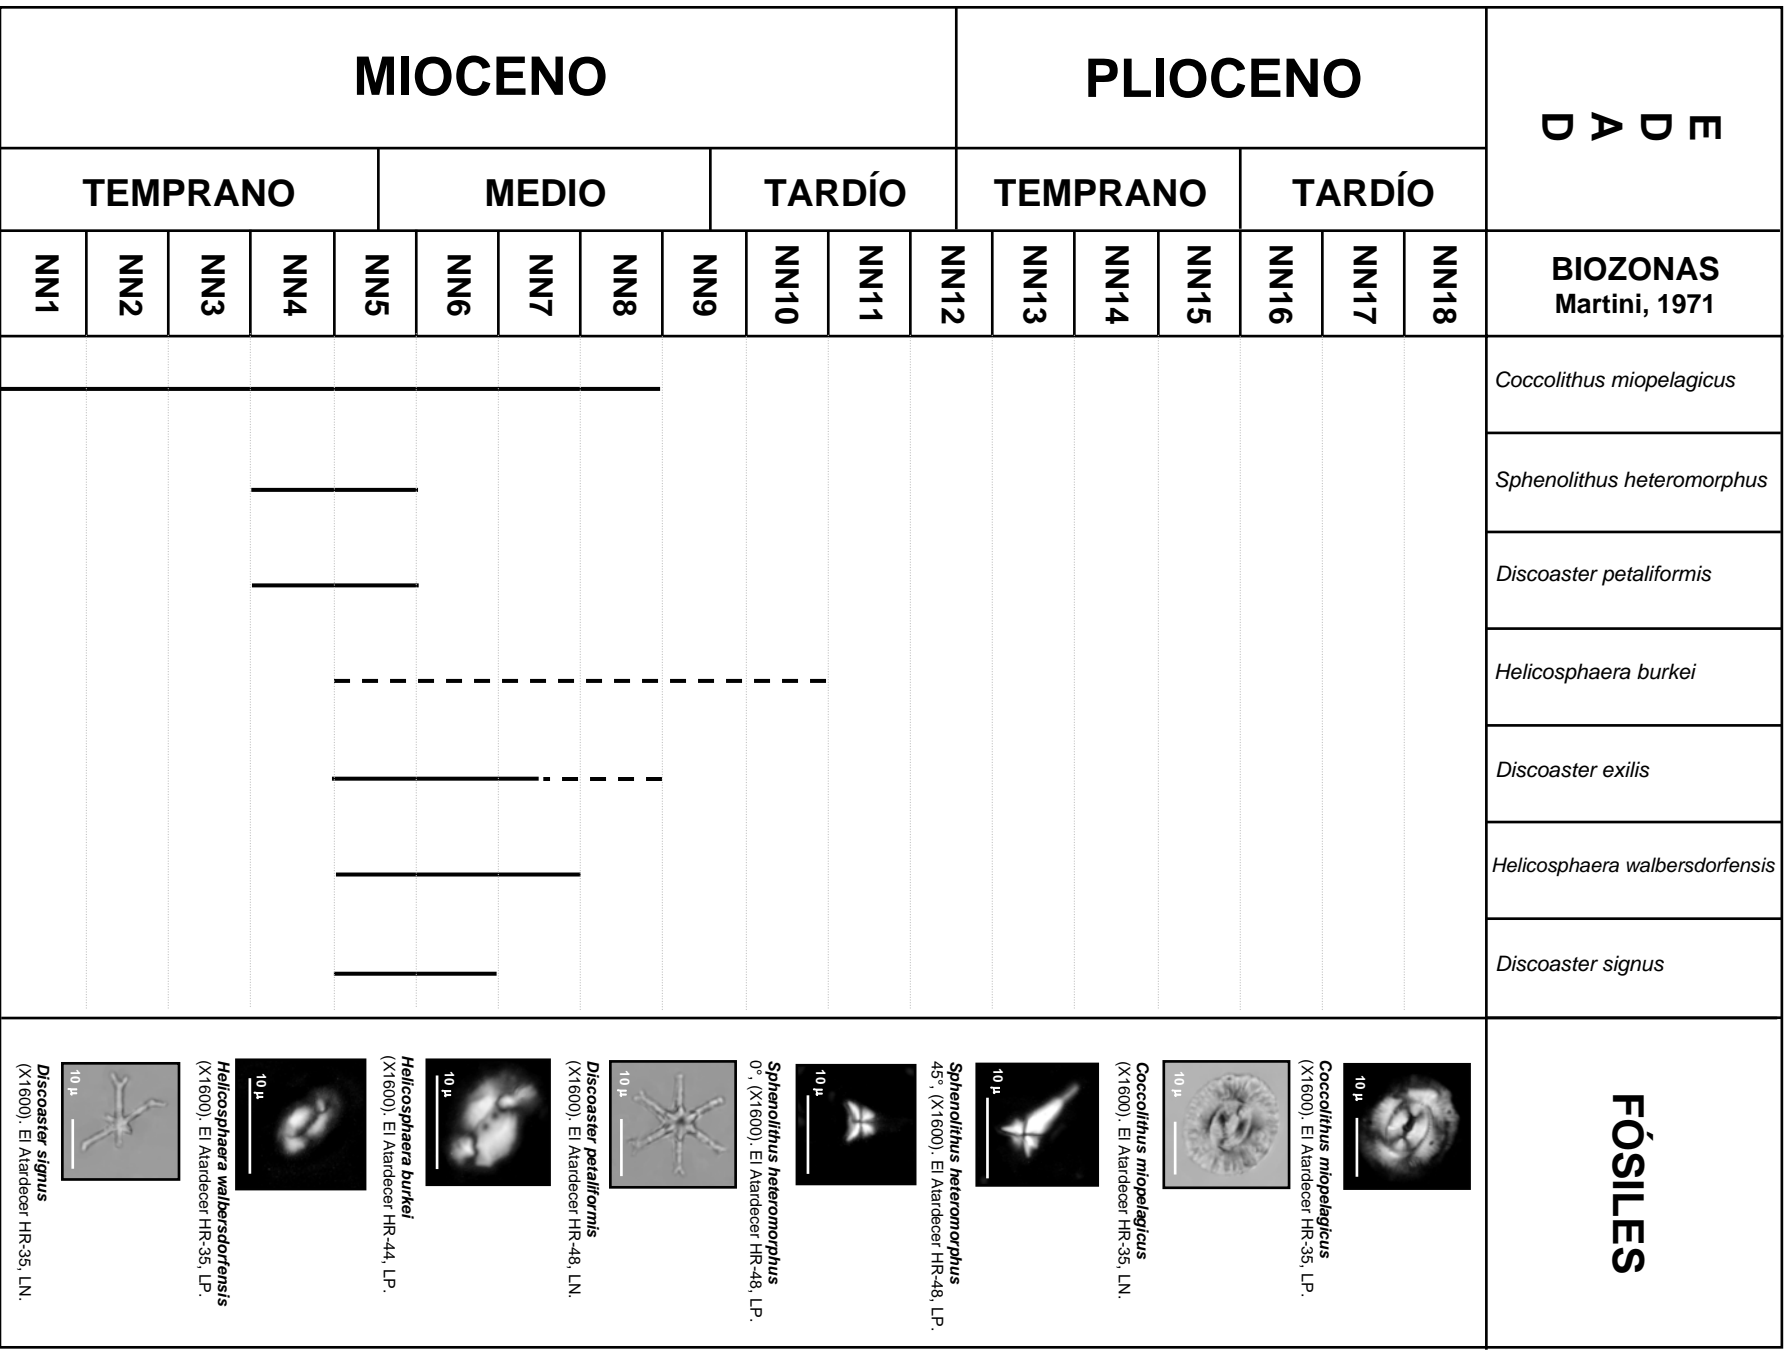 MIOCENO
PLIOCENO
EDAD
TEMPRANO
MEDIO
TARDÍO
TEMPRANO
TARDÍO
NN1
NN2
NN3
NN4
NN5
NN6
NN7
NN8
NN9
NN10
NN11
NN12
NN13
NN14
NN15
NN16
NN17
NN18
BIOZONAS
Martini, 1971
Coccolithus miopelagicus
Sphenolithus heteromorphus
Discoaster petaliformis
Helicosphaera burkei
Discoaster exilis
Helicosphaera walbersdorfensis
Discoaster signus
FÓSILES
10 µ
Coccolithus miopelagicus
(X1600). El Atardecer HR-35, LP.
10 µ
Coccolithus miopelagicus
(X1600). El Atardecer HR-35, LN.
10 µ
Sphenolithus heteromorphus
45°, (X1600). El Atardecer HR-48, LP.
10 µ
Sphenolithus heteromorphus
0°, (X1600). El Atardecer HR-48, LP.
10 µ
Discoaster petaliformis
(X1600). El Atardecer HR-48, LN.
10 µ
Helicosphaera burkei
(X1600). El Atardecer HR-44, LP.
10 µ
Helicosphaera walbersdorfensis
(X1600). El Atardecer HR-35, LP.
10 µ
Discoaster signus
(X1600). El Atardecer HR-35, LN.